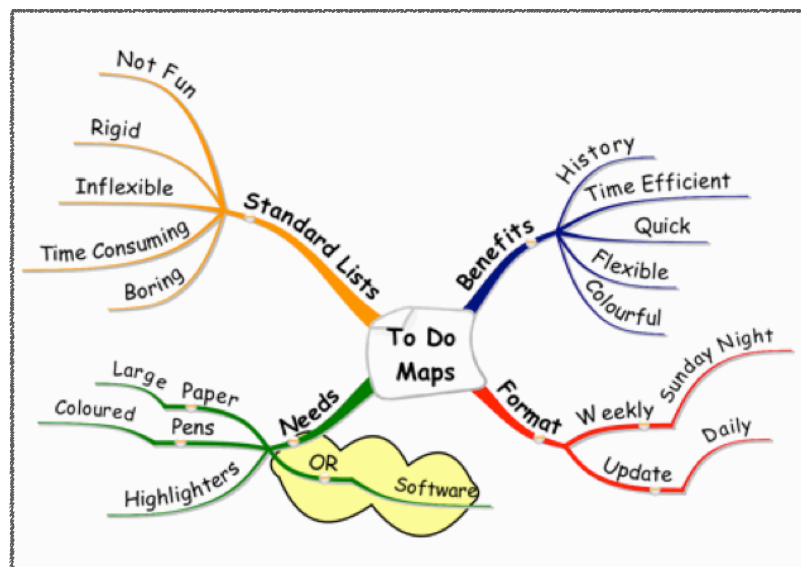 To Do
Maps
Standard Lists
Not Fun
Rigid
Inflexible
Time Consuming
Boring
Benefits
History
Time Efficient
Quick
Flexible
Colourful
Format
Weekly
Sunday Night
Update
Daily
Needs
Paper
Large
Pens
Coloured
Highlighters
OR
Software